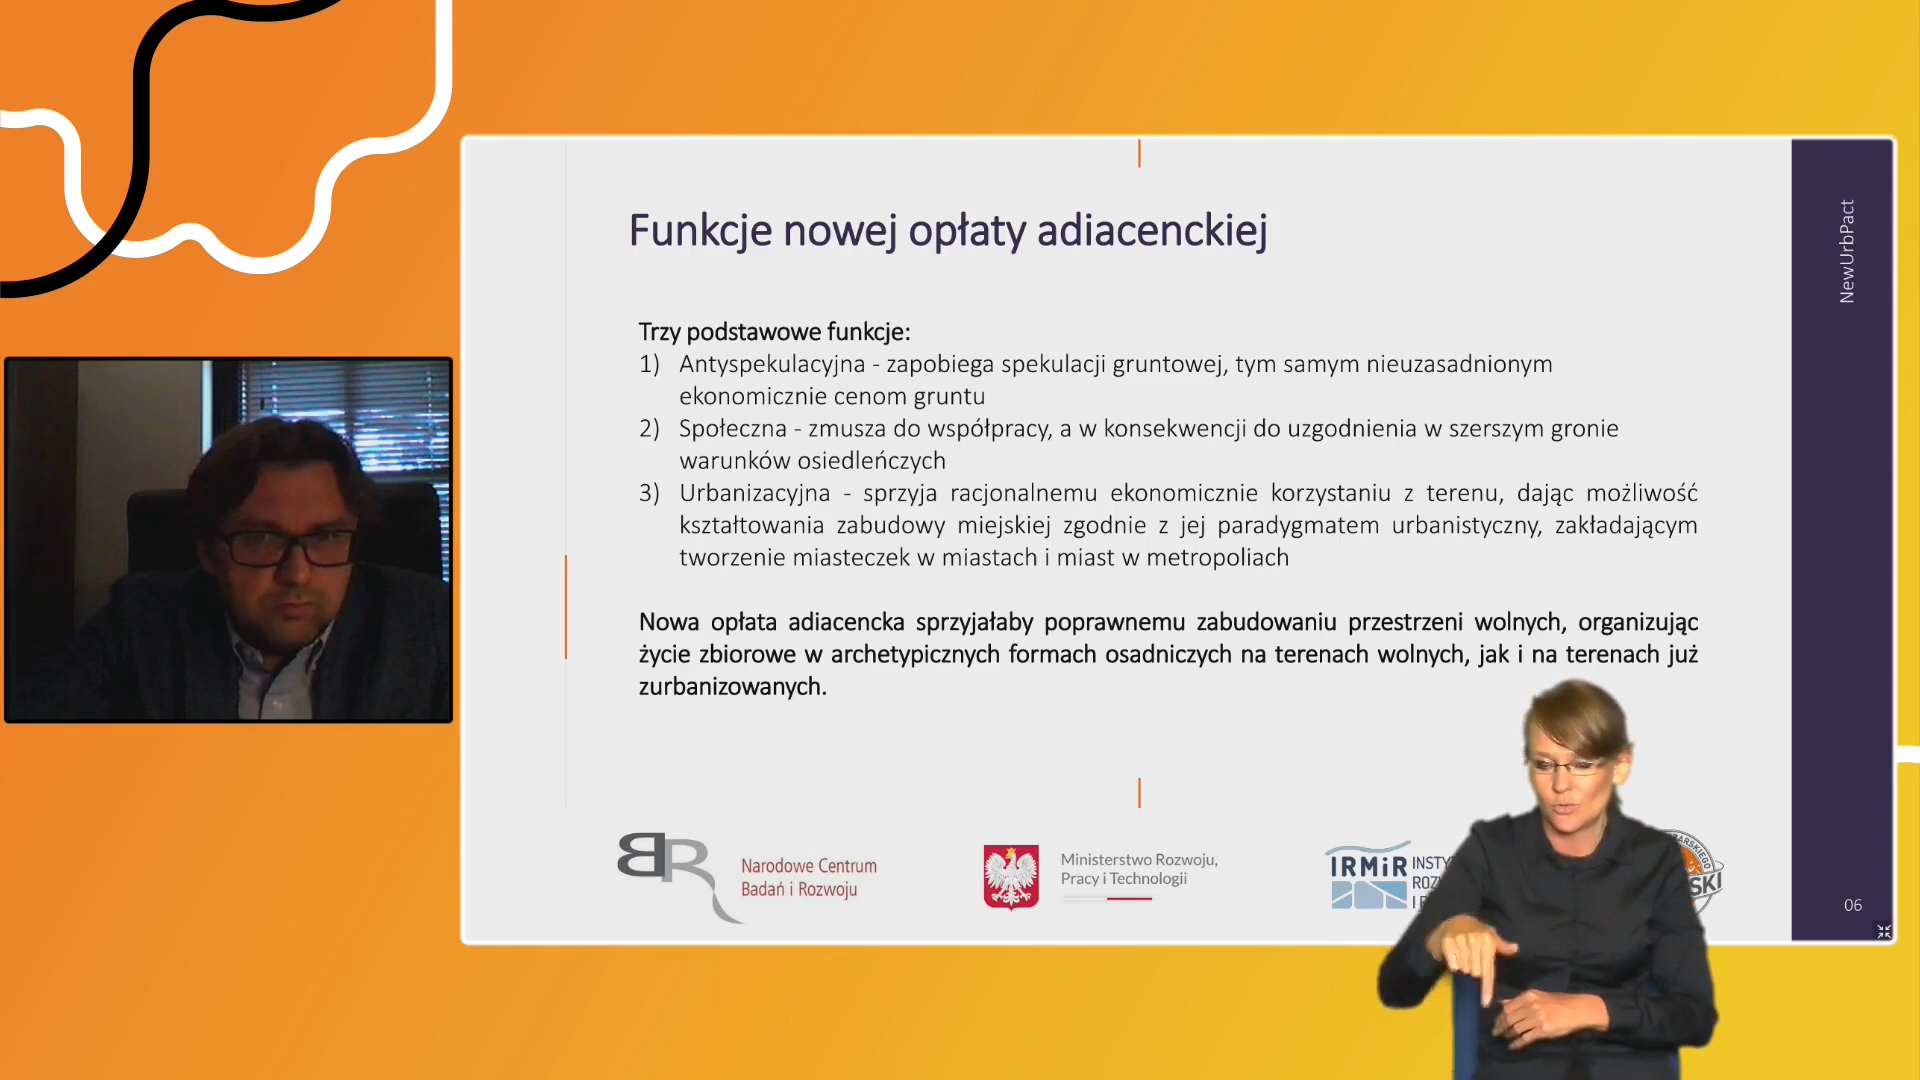 Funkcje nowej opłaty adiacenckiej
NewUrbPact
Trzy podstawowe funkcje:
1) Antyspekulacyjna - zapobiega spekulacji gruntowej, tym samym nieuzasadnionym
ekonomicznie cenom gruntu
2) Społeczna - zmusza do współpracy, a w konsekwencji do uzgodnienia w szerszym gronie
warunków osiedleńczych
3) Urbanizacyjna - sprzyja racjonalnemu ekonomicznie korzystaniu z terenu, dając możliwość
kształtowania zabudowy miejskiej zgodnie z jej paradygmatem urbanistyczny, zakładającym
tworzenie miasteczek w miastach i miast w metropoliach
Nowa opłata adiacencka sprzyjałaby poprawnemu zabudowaniu przestrzeni wolnych, organizując
życie zbiorowe w archetypicznych formach osadniczych na terenach wolnych, jak i na terenach już
zurbanizowanych.
BR
Narodowe Centrum
Badań i Rozwoju
Ministerstwo Rozwoju,
Pracy i Technologii
IRMiR
06